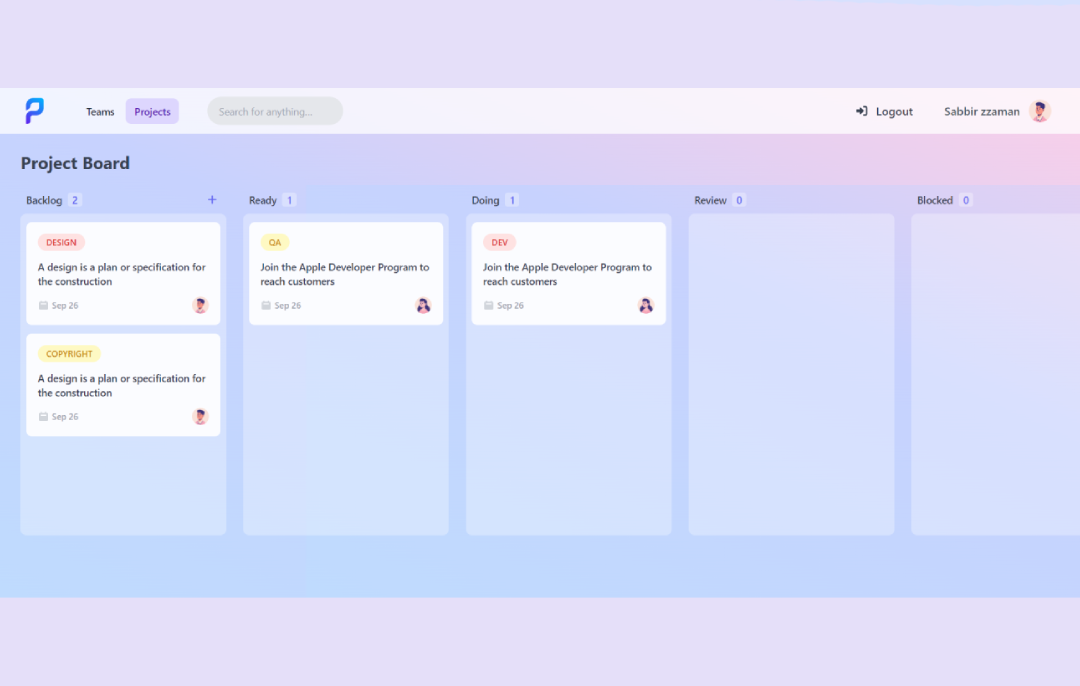 Teams
Projects
Search for anything...
Logout
Sabbir zzaman
Project Board
Backlog 2 +
DESIGN
A design is a plan or specification for
the construction
Sep 26
COPYRIGHT
A design is a plan or specification for
the construction
Sep 26
Ready 1
QA
Join the Apple Developer Program to
reach customers
Sep 26
Doing 1
DEV
Join the Apple Developer Program to
reach customers
Sep 26
Review 0
Blocked 0